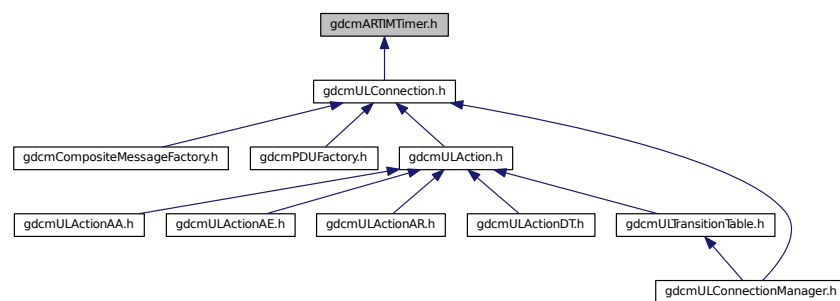 gdcmARTIMTimer.h
gdcmULConnection.h
gdcmCompositeMessageFactory.h
gdcmPDUFactory.h
gdcmULAction.h
gdcmULActionAA.h
gdcmULActionAE.h
gdcmULActionAR.h
gdcmULActionDT.h
gdcmULTransitionTable.h
gdcmULConnectionManager.h